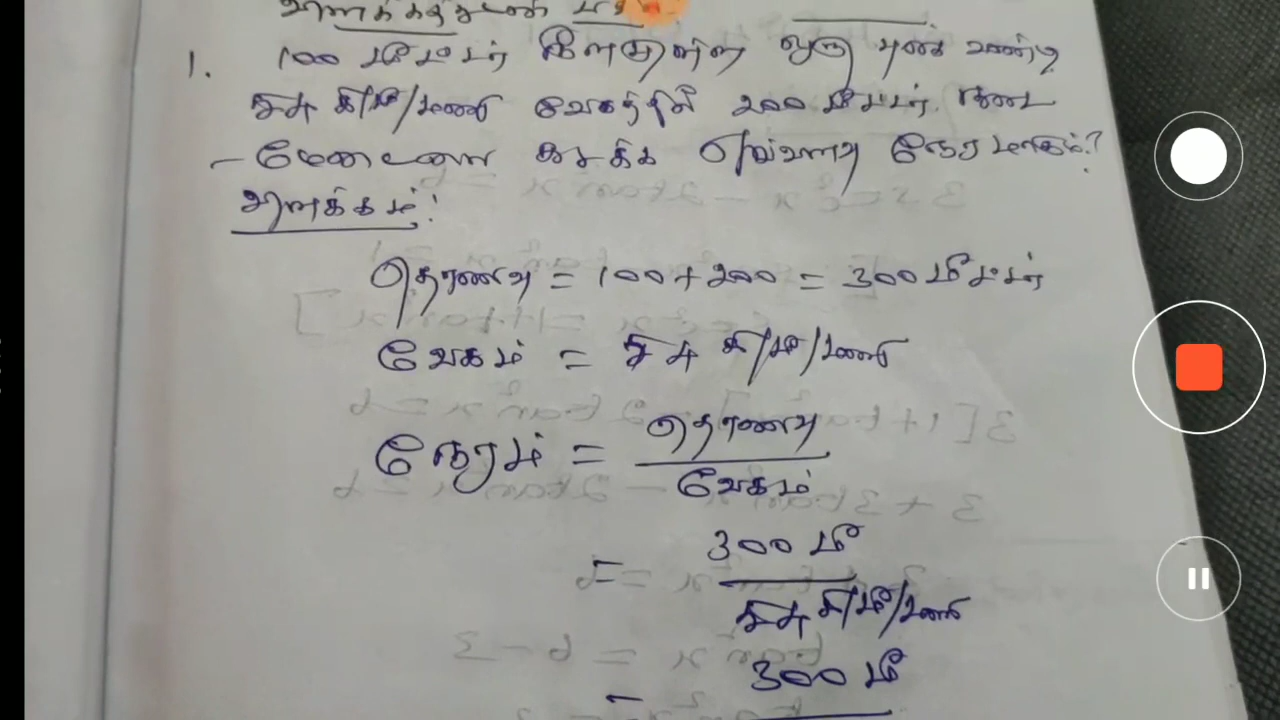 1. 100 மீட்டர் நீளமுள்ள ஒரு புகை வண்டி
54 கி/மீ/மணி வேகத்தில் 200 மீட்டர் நடை
மேடையை கடக்க எவ்வளவு நேரமாகும்?
விளக்கம்:
தொலைவு = 100 + 200 = 300 மீட்டர்
வேகம் = 54 கி/மீ/மணி
நேரம் = தொலைவு
வேகம்
= 300 மீ
54 கி/மீ/மணி
= 300 மீ